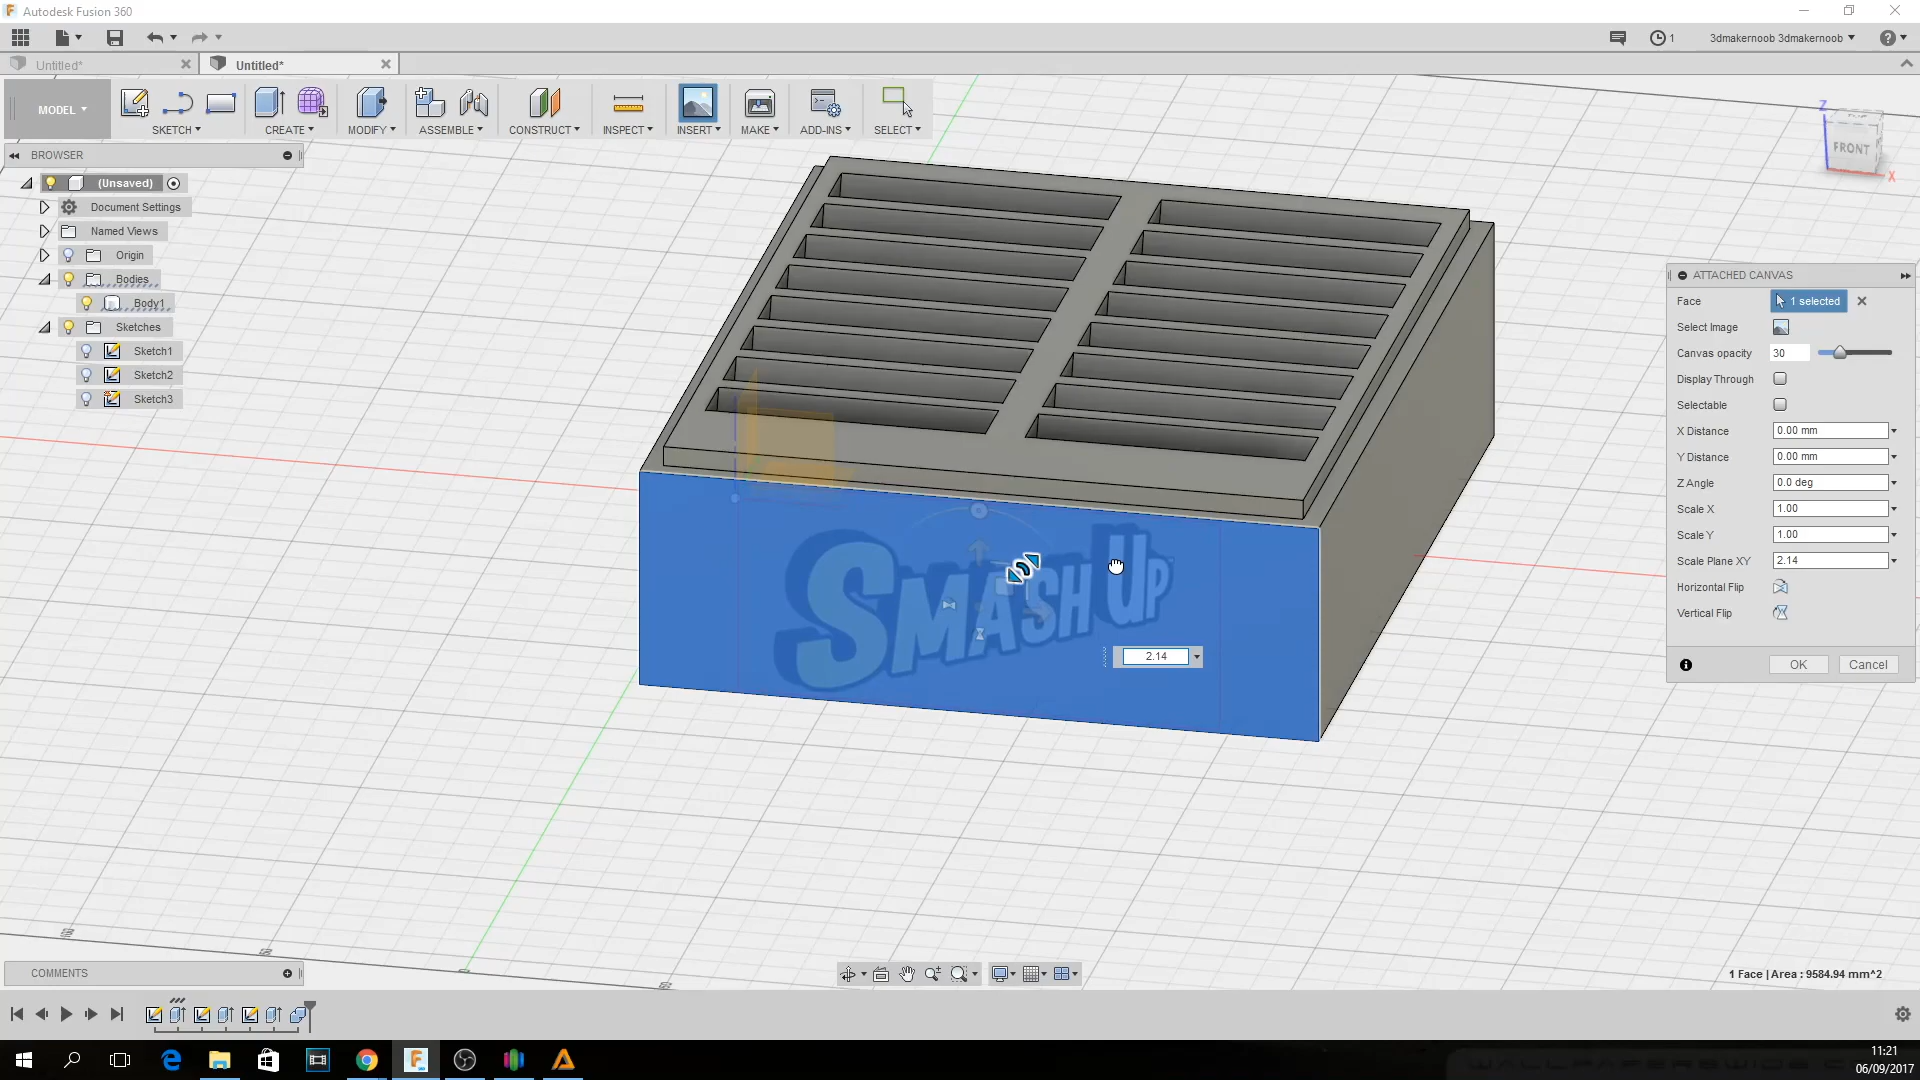 Autodesk Fusion 360
1
3dmakernoob 3dmakernoob
Untitled*
Untitled*
MODEL
SKETCH
CREATE
MODIFY
ASSEMBLE
CONSTRUCT
INSPECT
INSERT
MAKE
ADD-INS
SELECT
Z
FRONT
X
BROWSER
(Unsaved)
Document Settings
Named Views
Origin
Bodies
Body1
Sketches
Sketch1
Sketch2
Sketch3
SMASH UP
2.14
ATTACHED CANVAS
Face 1 selected
Select Image
Canvas opacity 30
Display Through
Selectable
X Distance 0.00 mm
Y Distance 0.00 mm
Z Angle 0.0 deg
Scale X 1.00
Scale Y 1.00
Scale Plane XY 2.14
Horizontal Flip
Vertical Flip
OK Cancel
COMMENTS
1 Face | Area : 9584.94 mm^2
11:21
06/09/2017